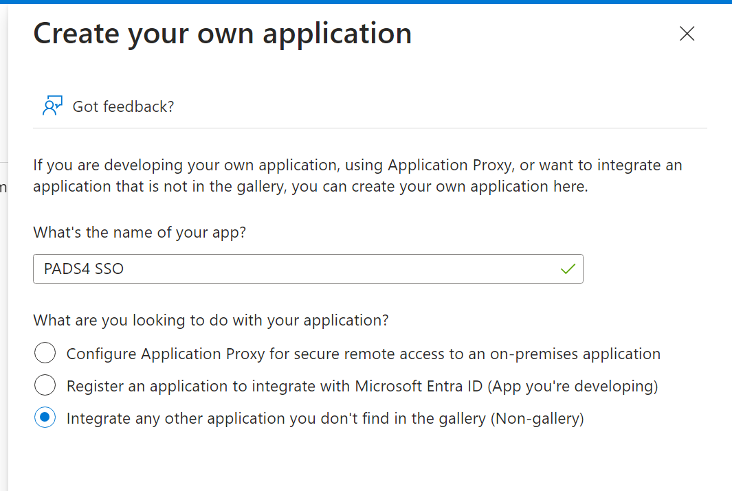 Create your own application
Got feedback?
If you are developing your own application, using Application Proxy, or want to integrate an
application that is not in the gallery, you can create your own application here.
What's the name of your app?
PADS4 SSO
What are you looking to do with your application?
Configure Application Proxy for secure remote access to an on-premises application
Register an application to integrate with Microsoft Entra ID (App you're developing)
Integrate any other application you don't find in the gallery (Non-gallery)